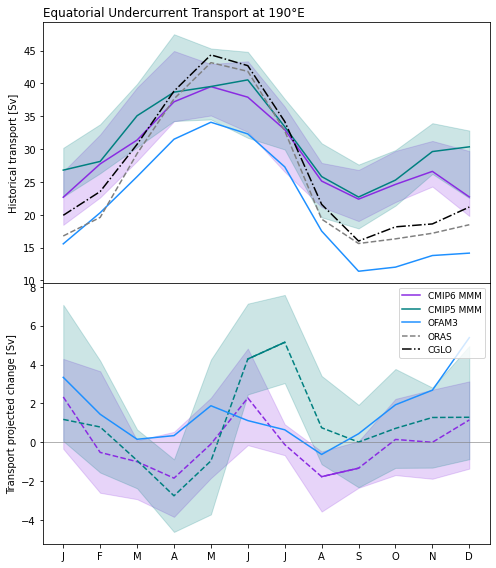 Equatorial Undercurrent Transport at 190°E
Historical transport [Sv]
45
40
35
30
25
20
15
10
Transport projected change [Sv]
8
6
4
2
0
−2
−4
CMIP6 MMM
CMIP5 MMM
OFAM3
ORAS
CGLO
J F M A M J J A S O N D